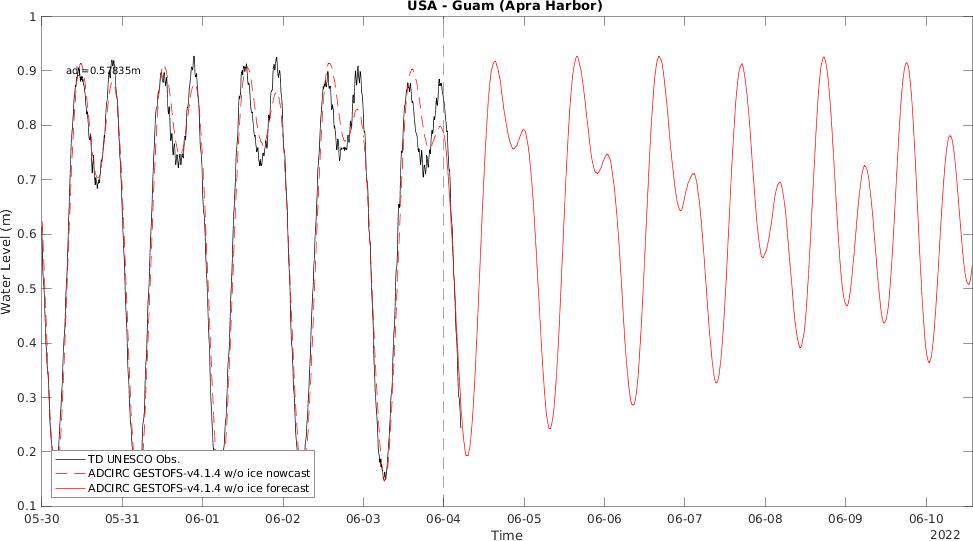 USA - Guam (Apra Harbor)
1
0.9
0.8
0.7
0.6
0.5
0.4
0.3
0.2
0.1
Water Level (m)
adj=0.57835m
TD UNESCO Obs.
ADCIRC GESTOFS-v4.1.4 w/o ice nowcast
ADCIRC GESTOFS-v4.1.4 w/o ice forecast
05-30 05-31 06-01 06-02 06-03 06-04 06-05 06-06 06-07 06-08 06-09 06-10
Time
2022